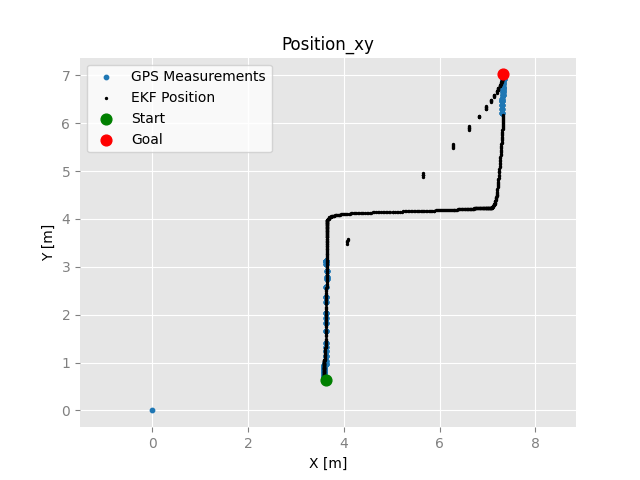 Position_xy
GPS Measurements
EKF Position
Start
Goal
Y [m]
7
6
5
4
3
2
1
0
0 2 4 6 8
X [m]